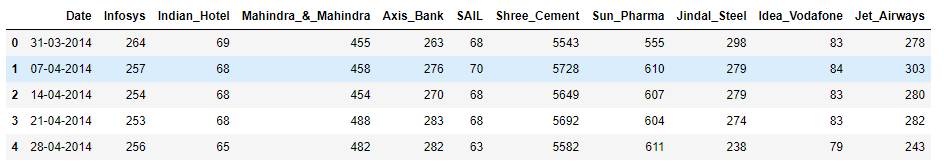 Date Infosys Indian_Hotel Mahindra_&_Mahindra Axis_Bank SAIL Shree_Cement Sun_Pharma Jindal_Steel Idea_Vodafone Jet_Airways
0 31-03-2014 264 69 455 263 68 5543 555 298 83 278
1 07-04-2014 257 68 458 276 70 5728 610 279 84 303
2 14-04-2014 254 68 454 270 68 5649 607 279 83 280
3 21-04-2014 253 68 488 283 68 5692 604 274 83 282
4 28-04-2014 256 65 482 282 63 5582 611 238 79 243